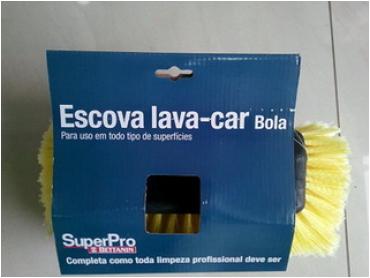 Escova lava-car Bola
Para uso em todo tipo de superfícies
SuperPro
BETTANIN
Completa como toda limpeza profissional deve ser